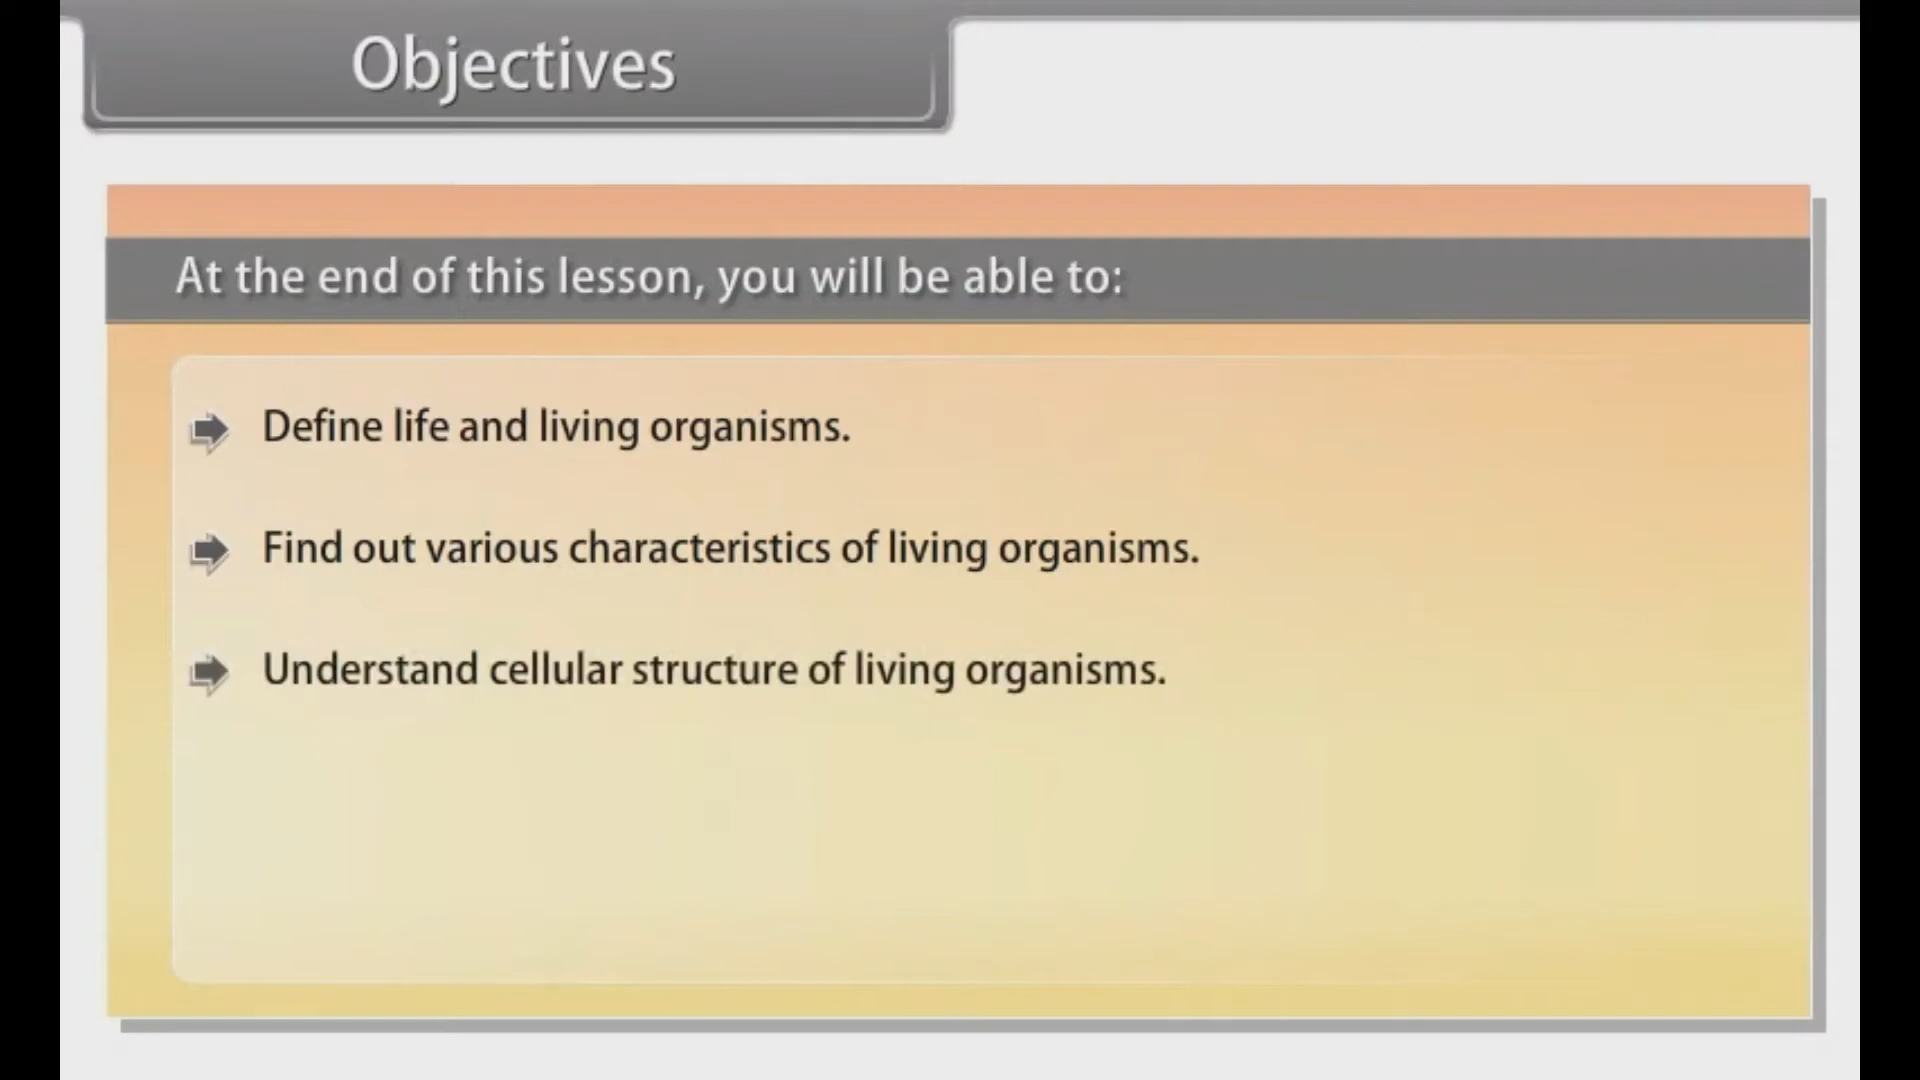 Objectives
At the end of this lesson, you will be able to:
Define life and living organisms.
Find out various characteristics of living organisms.
Understand cellular structure of living organisms.